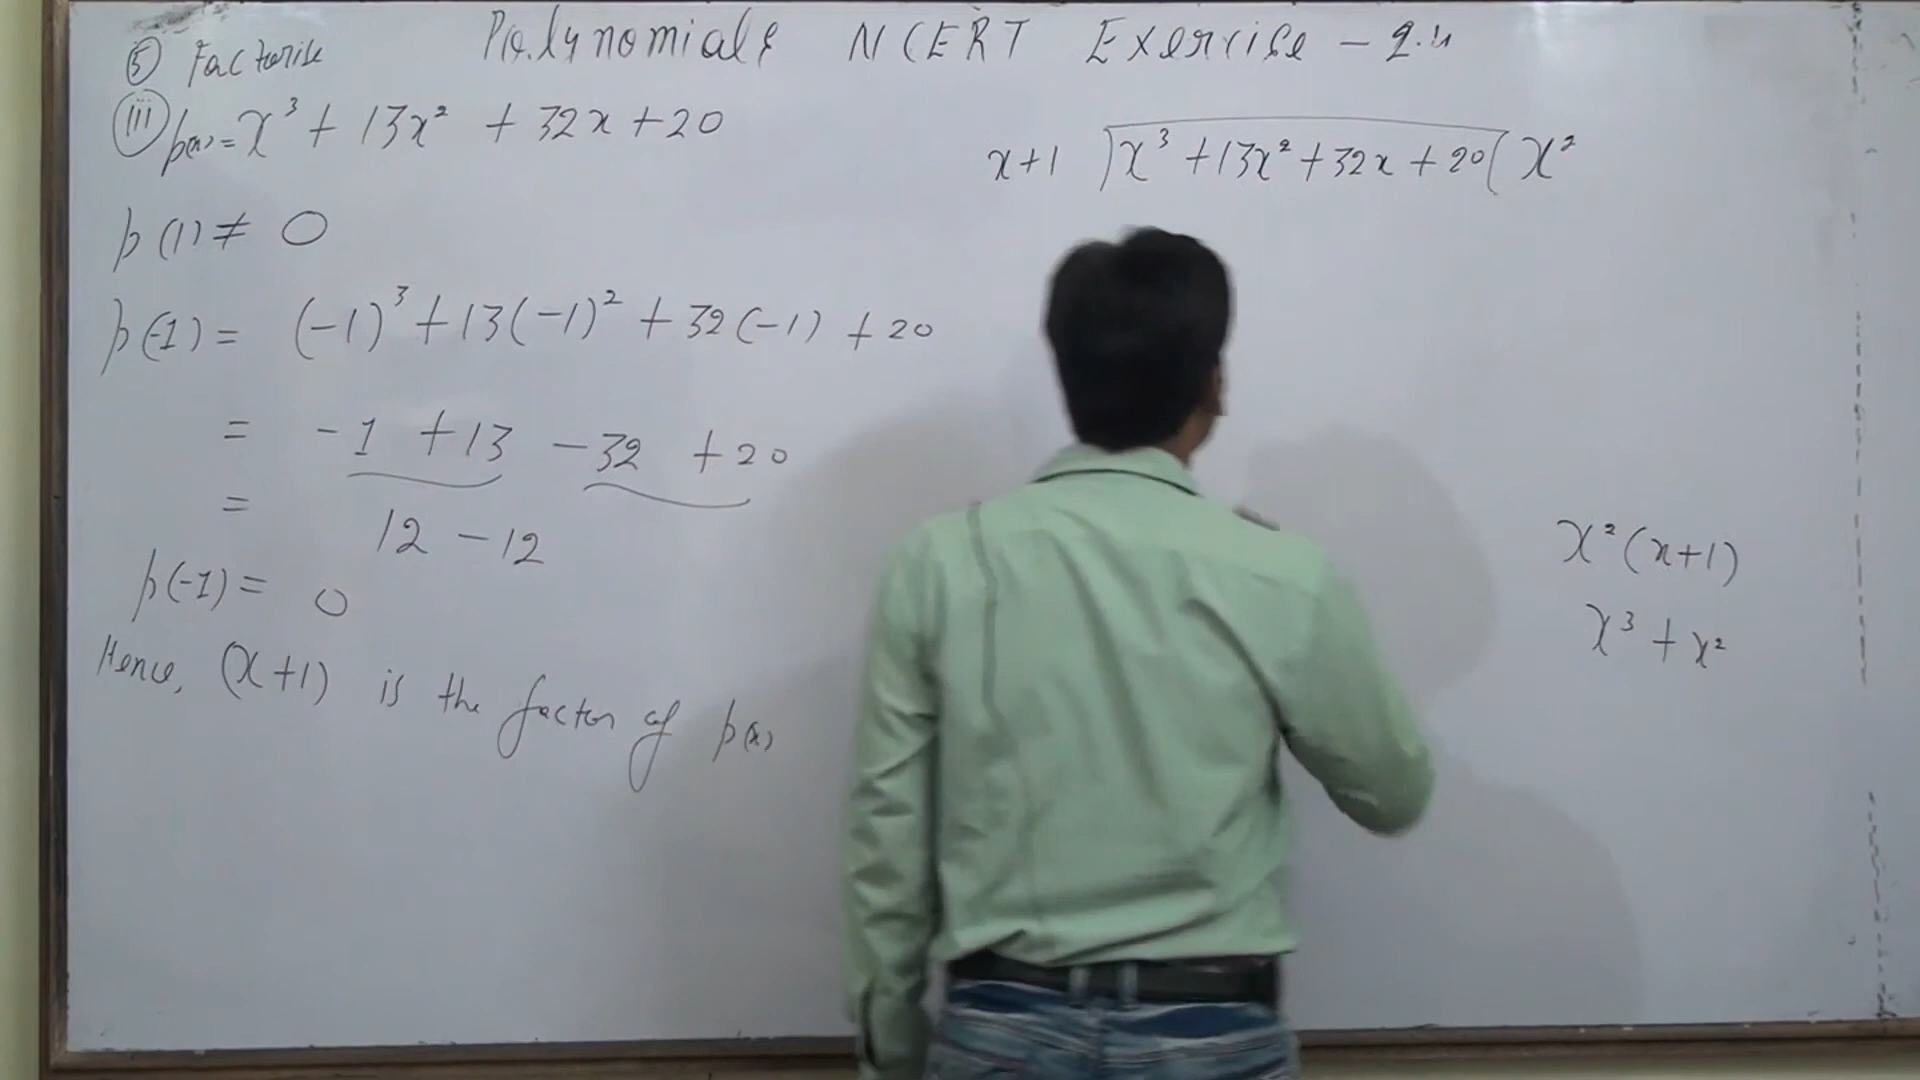 Polynomials NCERT Exercise - 2.4
⑤ Factorise
(iii) p(x) = x³ + 13x² + 32x + 20
p(1) ≠ 0
p(-1) = (-1)³ + 13(-1)² + 32(-1) + 20
= -1 + 13 - 32 + 20
= 12 - 12
p(-1) = 0
Hence, (x+1) is the factor of p(x)
x+1 ) x³ + 13x² + 32x + 20 ( x²
x²(x+1)
x³ + x²